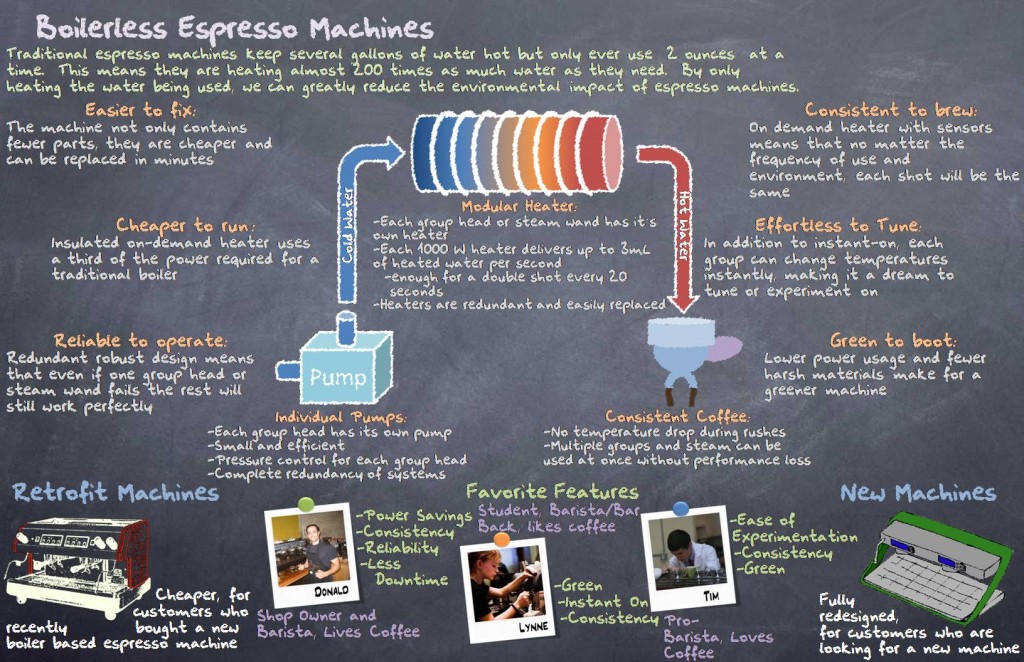 Boilerless Espresso Machines
Traditional espresso machines keep several gallons of water hot but only ever use 2 ounces at a
time. This means they are heating almost 200 times as much water as they need. By only
heating the water being used, we can greatly reduce the environmental impact of espresso machines.
Easier to fix:
The machine not only contains
fewer parts, they are cheaper and
can be replaced in minutes
Cheaper to run:
Insulated on-demand heater uses
a third of the power required for a
traditional boiler
Reliable to operate:
Redundant robust design means
that even if one group head or
steam wand fails the rest will
still work perfectly
Cold Water
Modular Heater:
-Each group head or steam wand has it's
own heater
-Each 1000 W heater delivers up to 3mL
of heated water per second
-enough for a double shot every 20
seconds
-Heaters are redundant and easily replaced
Hot Water
Consistent to brew:
On demand heater with sensors
means that no matter the
frequency of use and
environment, each shot will be the
same
Effortless to Tune:
In addition to instant-on, each
group can change temperatures
instantly, making it a dream to
tune or experiment on
Green to boot:
Lower power usage and fewer
harsh materials make for a
greener machine
Pump
Individual Pumps:
-Each group head has its own pump
-Small and efficient
-Pressure control for each group head
-Complete redundancy of systems
Consistent Coffee:
-No temperature drop during rushes
-Multiple groups and steam can be
used at once without performance loss
Retrofit Machines
Cheaper, for
customers who
recently bought a new
boiler based espresso machine
Favorite Features
Donald
-Power Savings
-Consistency
-Reliability
-Less
Downtime
Shop Owner and
Barista, Lives Coffee
Student, Barista/Bar
Back, likes coffee
Lynne
-Green
-Instant On
-Consistency
Tim
-Ease of
Experimentation
-Consistency
-Green
Pro-
Barista, Loves
Coffee
New Machines
Fully
redesigned,
for customers who are
looking for a new machine